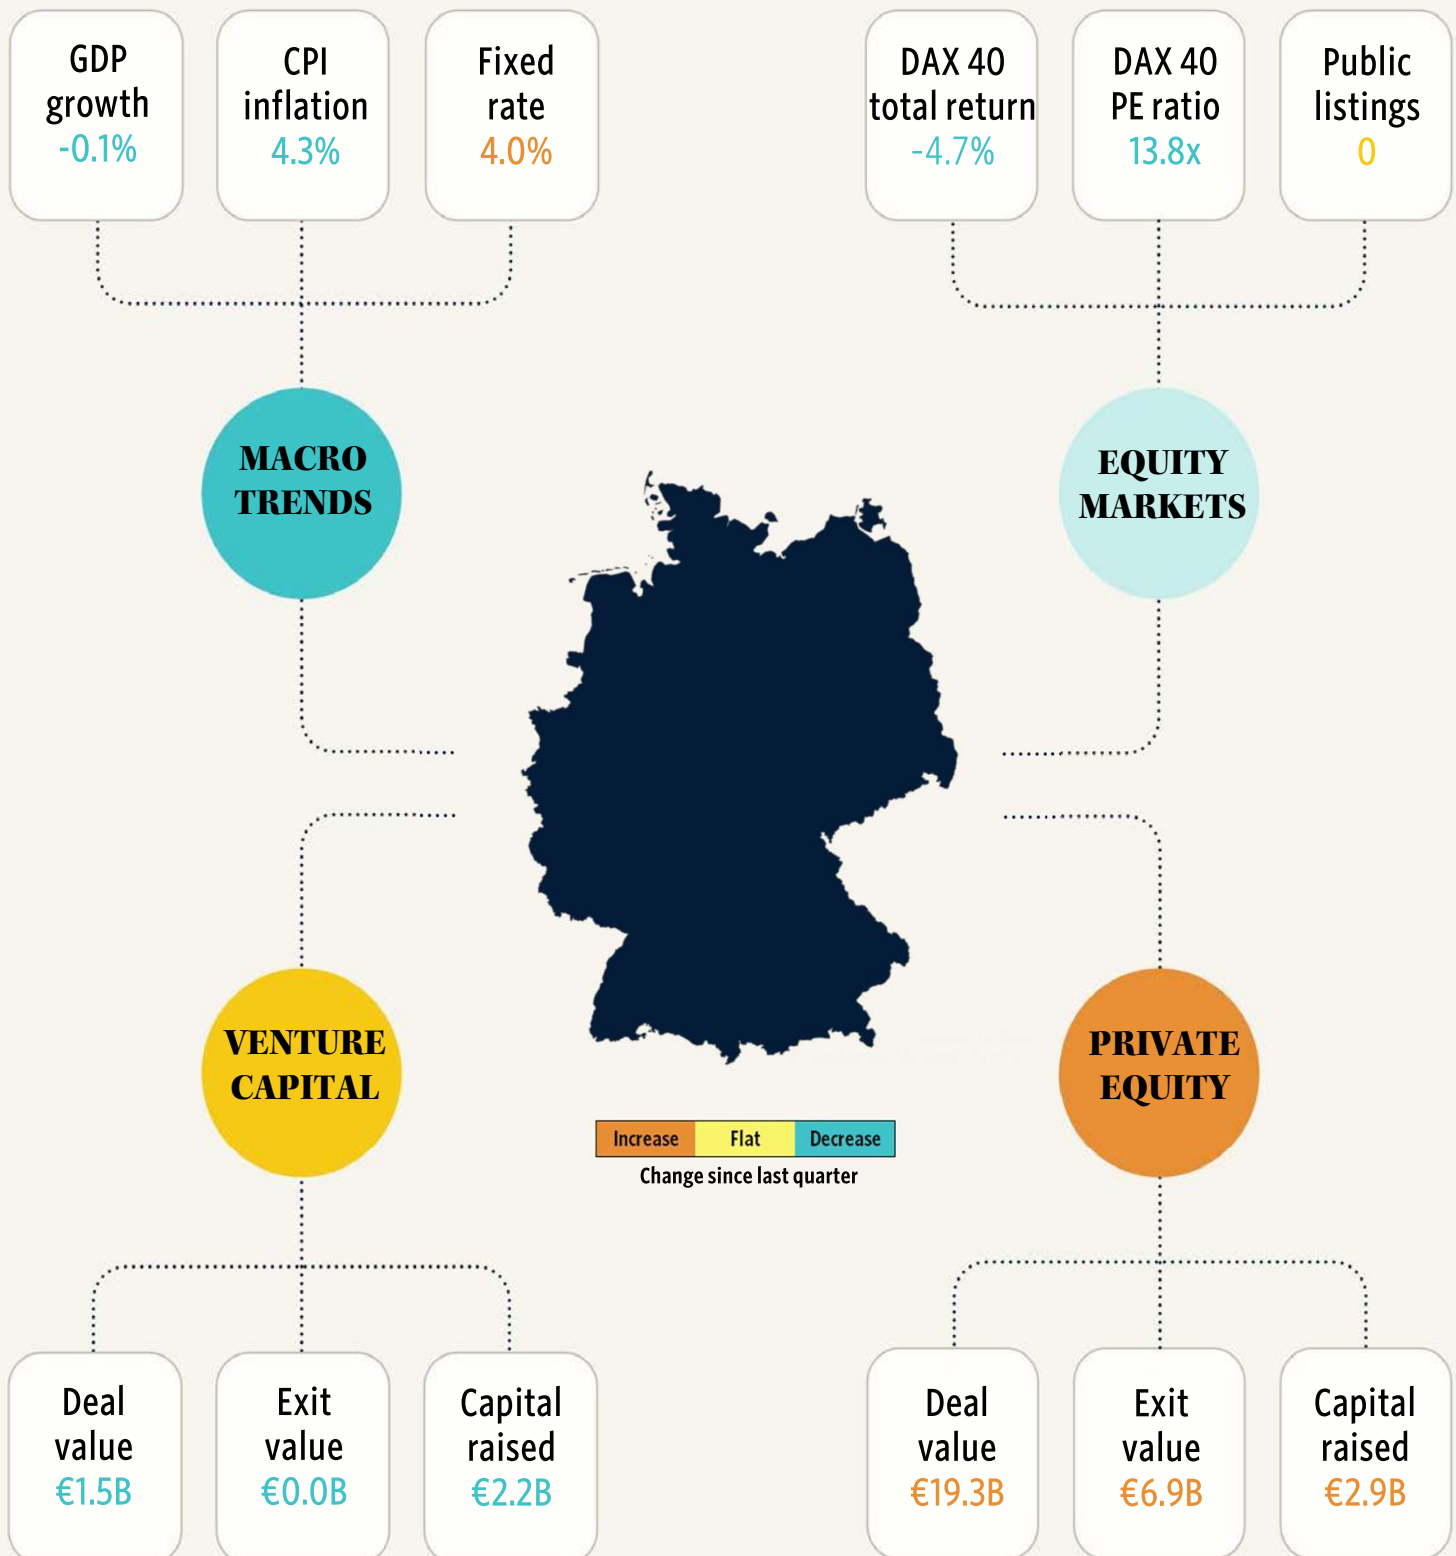 GDP
growth
-0.1%
CPI
inflation
4.3%
Fixed
rate
4.0%
DAX 40
total return
-4.7%
DAX 40
PE ratio
13.8x
Public
listings
0
MACRO
TRENDS
EQUITY
MARKETS
VENTURE
CAPITAL
PRIVATE
EQUITY
Increase
Flat
Decrease
Change since last quarter
Deal
value
€1.5B
Exit
value
€0.0B
Capital
raised
€2.2B
Deal
value
€19.3B
Exit
value
€6.9B
Capital
raised
€2.9B